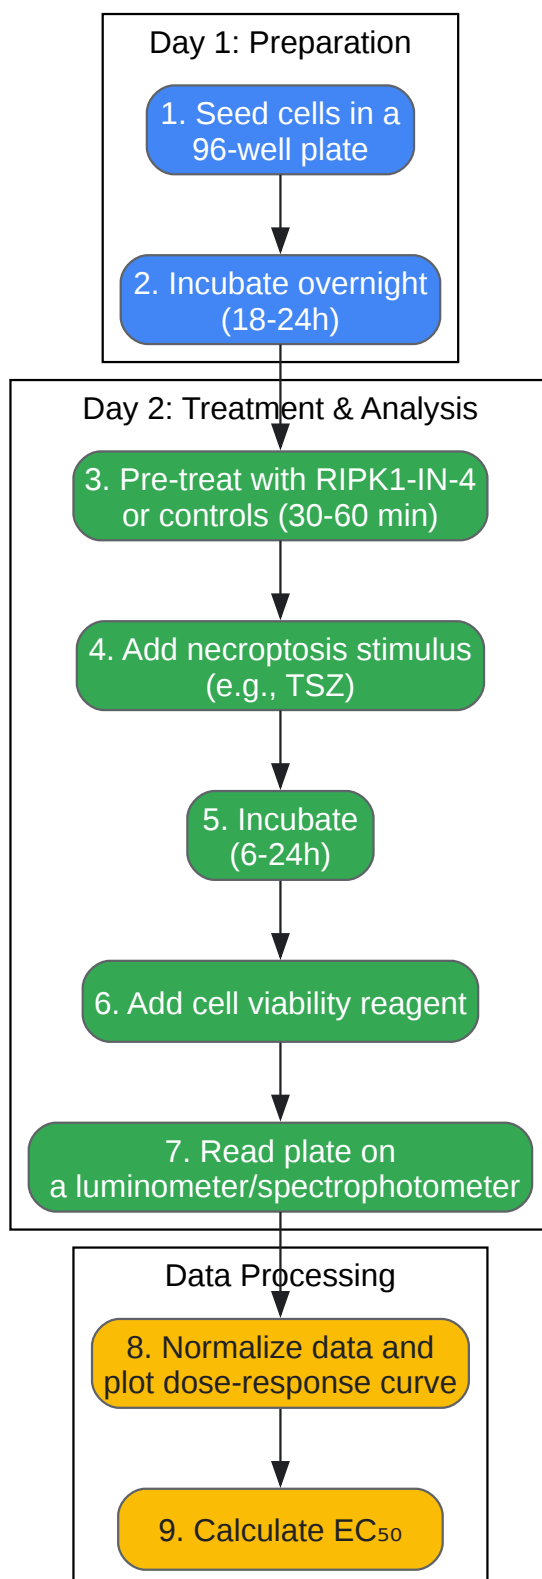 Day 1: Preparation
1. Seed cells in a
96-well plate
2. Incubate overnight
(18-24h)
Day 2: Treatment & Analysis
3. Pre-treat with RIPK1-IN-4
or controls (30-60 min)
4. Add necroptosis stimulus
(e.g., TSZ)
5. Incubate
(6-24h)
6. Add cell viability reagent
7. Read plate on
a luminometer/spectrophotometer
Data Processing
8. Normalize data and
plot dose-response curve
9. Calculate EC₅₀